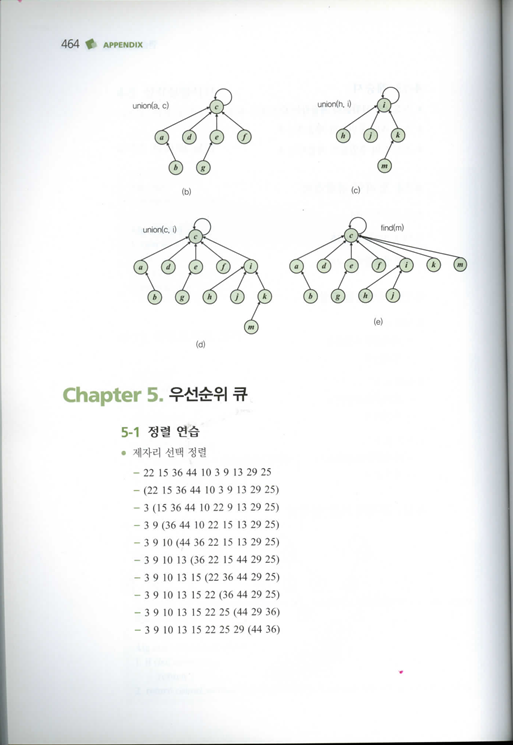 464 APPENDIX
union(a, c)
c
a d e f
b g
(b)
union(h, i)
i
h j k
m
(c)
union(c, i)
c
a d e f i
b g h j k
m
(d)
find(m)
c
a d e f i k m
b g h j
(e)
Chapter 5. 우선순위 큐
5-1 정렬 연습
• 제자리 선택 정렬
– 22 15 36 44 10 3 9 13 29 25
– (22 15 36 44 10 3 9 13 29 25)
– 3 (15 36 44 10 22 9 13 29 25)
– 3 9 (36 44 10 22 15 13 29 25)
– 3 9 10 (44 36 22 15 13 29 25)
– 3 9 10 13 (36 22 15 44 29 25)
– 3 9 10 13 15 (22 36 44 29 25)
– 3 9 10 13 15 22 (36 44 29 25)
– 3 9 10 13 15 22 25 (44 29 36)
– 3 9 10 13 15 22 25 29 (44 36)